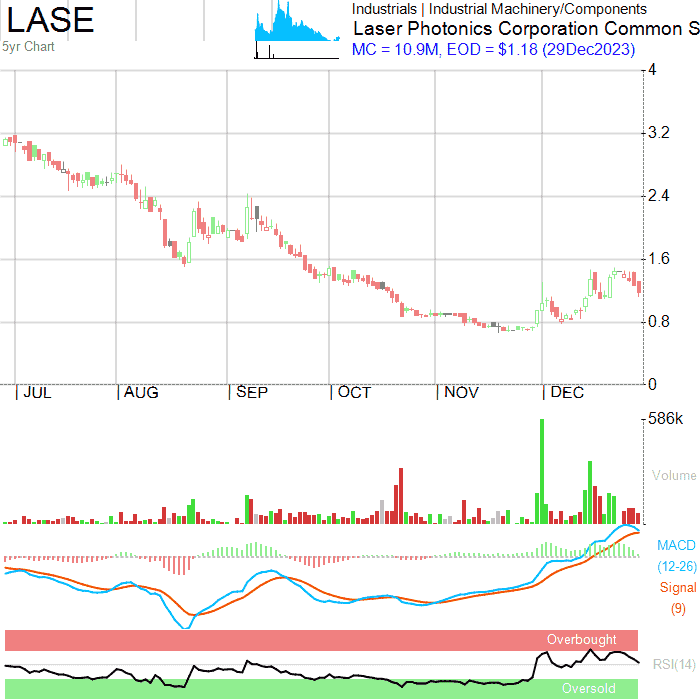 LASE
5yr Chart
Industrials | Industrial Machinery/Components
Laser Photonics Corporation Common S
MC = 10.9M, EOD = $1.18 (29Dec2023)
4
3.2
2.4
1.6
0.8
0
JUL AUG SEP OCT NOV DEC
586k
Volume
MACD
(12-26)
Signal
(9)
Overbought
RSI(14)
Oversold